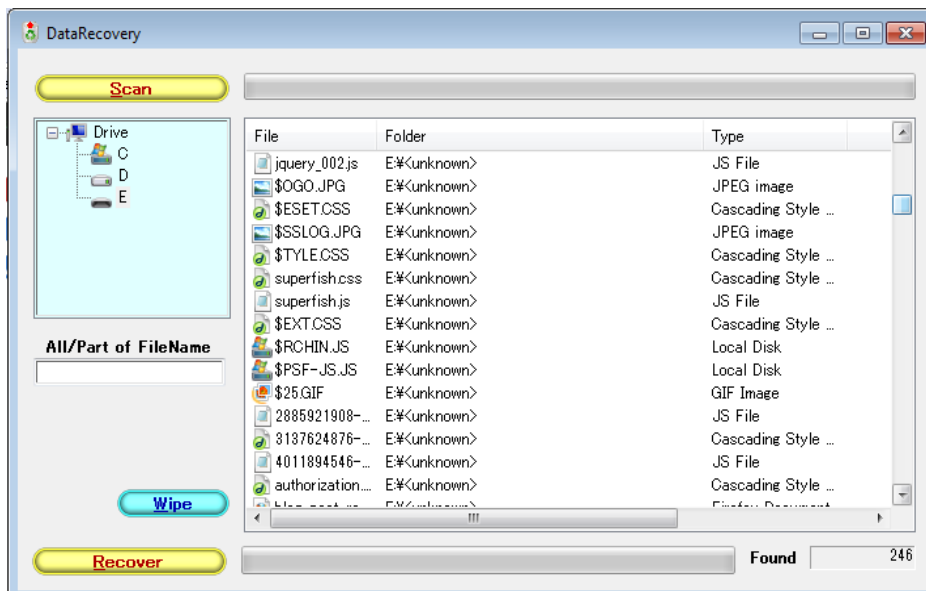 DataRecovery
Scan
Drive
C
D
E
All/Part of FileName
Wipe
Recover
File Folder Type
jquery_002.js E:¥<unknown> JS File
$OGO.JPG E:¥<unknown> JPEG image
$ESET.CSS E:¥<unknown> Cascading Style ...
$SSLOG.JPG E:¥<unknown> JPEG image
$TYLE.CSS E:¥<unknown> Cascading Style ...
superfish.css E:¥<unknown> Cascading Style ...
superfish.js E:¥<unknown> JS File
$EXT.CSS E:¥<unknown> Cascading Style ...
$RCHIN.JS E:¥<unknown> Local Disk
$PSF-JS.JS E:¥<unknown> Local Disk
$25.GIF E:¥<unknown> GIF Image
2885921908-... E:¥<unknown> JS File
3137624876-... E:¥<unknown> Cascading Style ...
4011894546-... E:¥<unknown> JS File
authorization.... E:¥<unknown> Cascading Style ...
Found 246